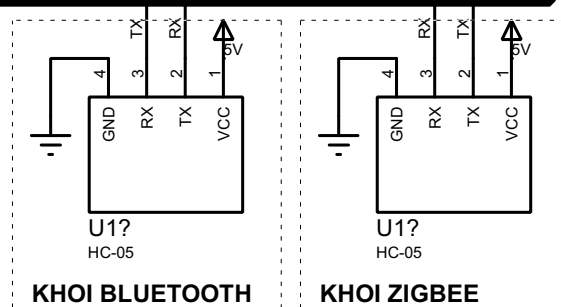 TX RX 5V
4 3 2 1
GND RX TX VCC
U1?
HC-05
KHOI BLUETOOTH
RX TX 5V
4 3 2 1
GND RX TX VCC
U1?
HC-05
KHOI ZIGBEE